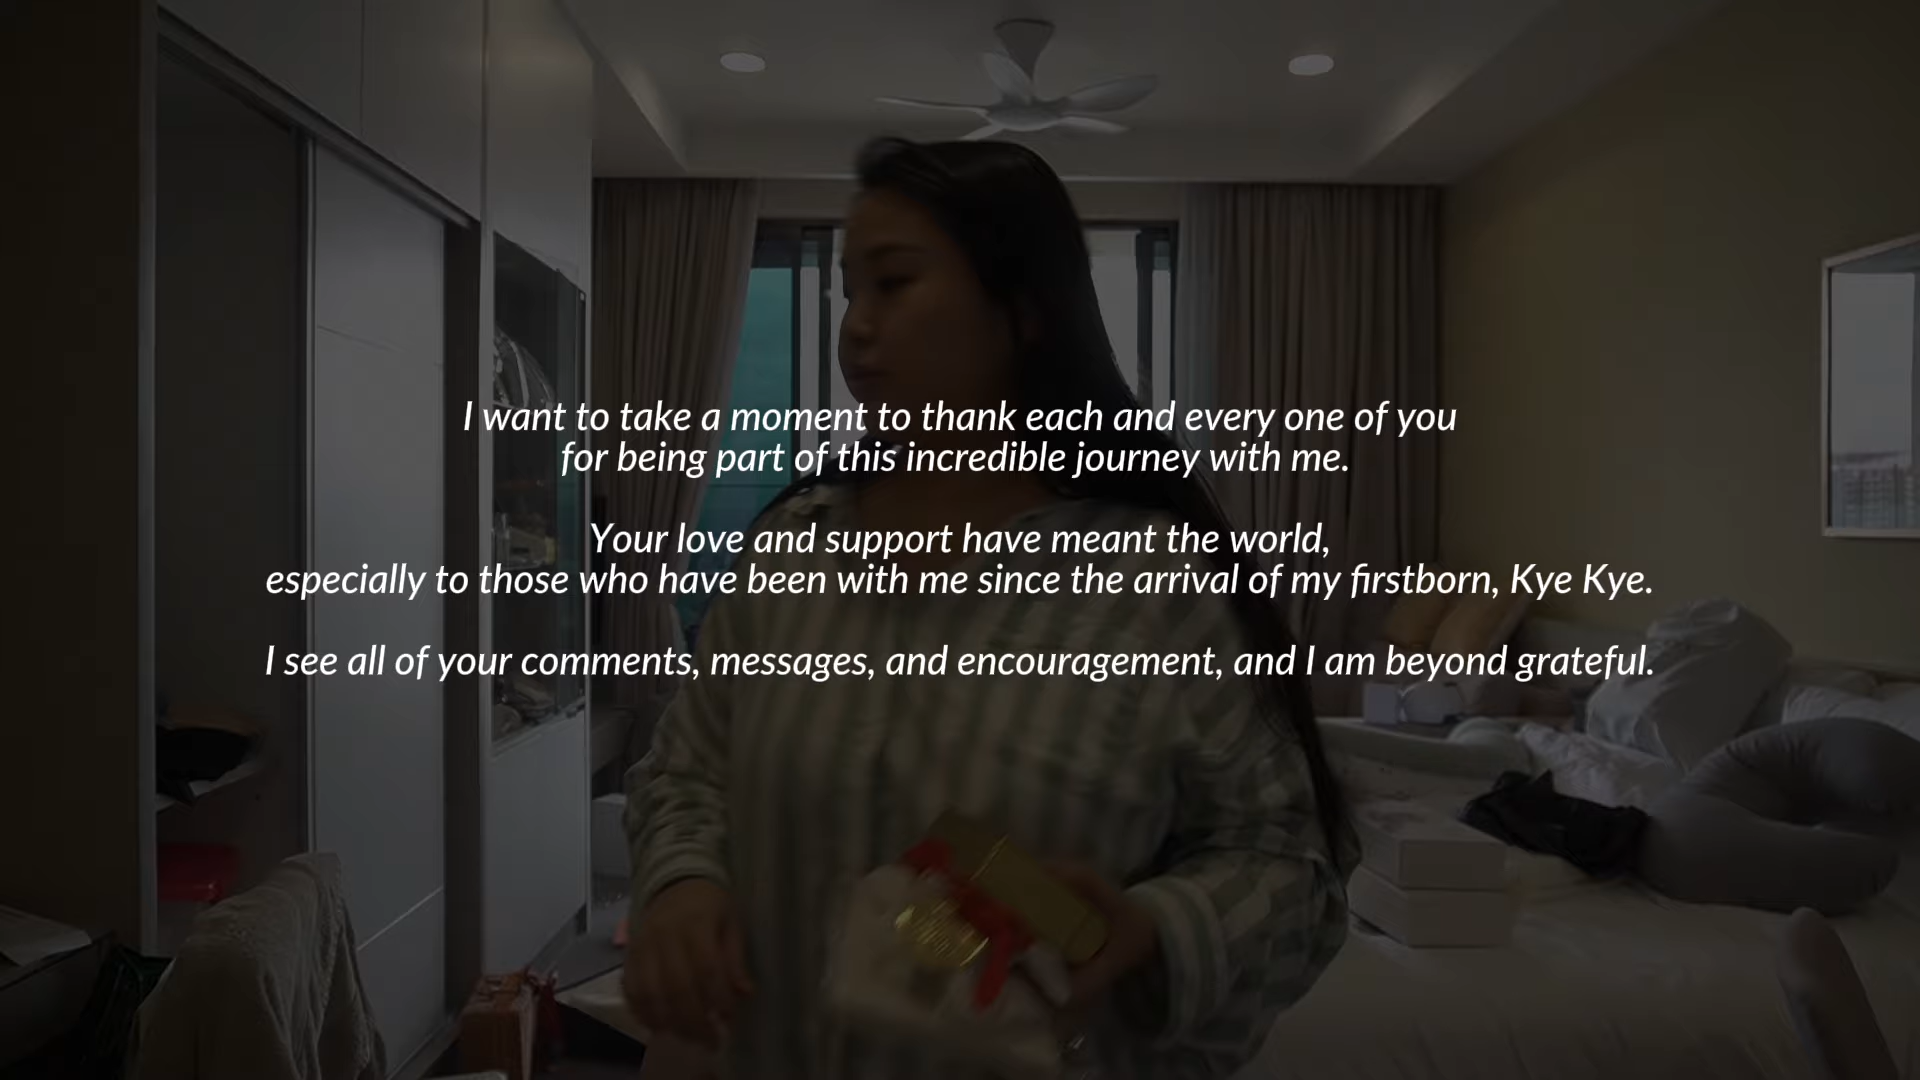 I want to take a moment to thank each and every one of you
for being part of this incredible journey with me.
Your love and support have meant the world,
especially to those who have been with me since the arrival of my firstborn, Kye Kye.
I see all of your comments, messages, and encouragement, and I am beyond grateful.